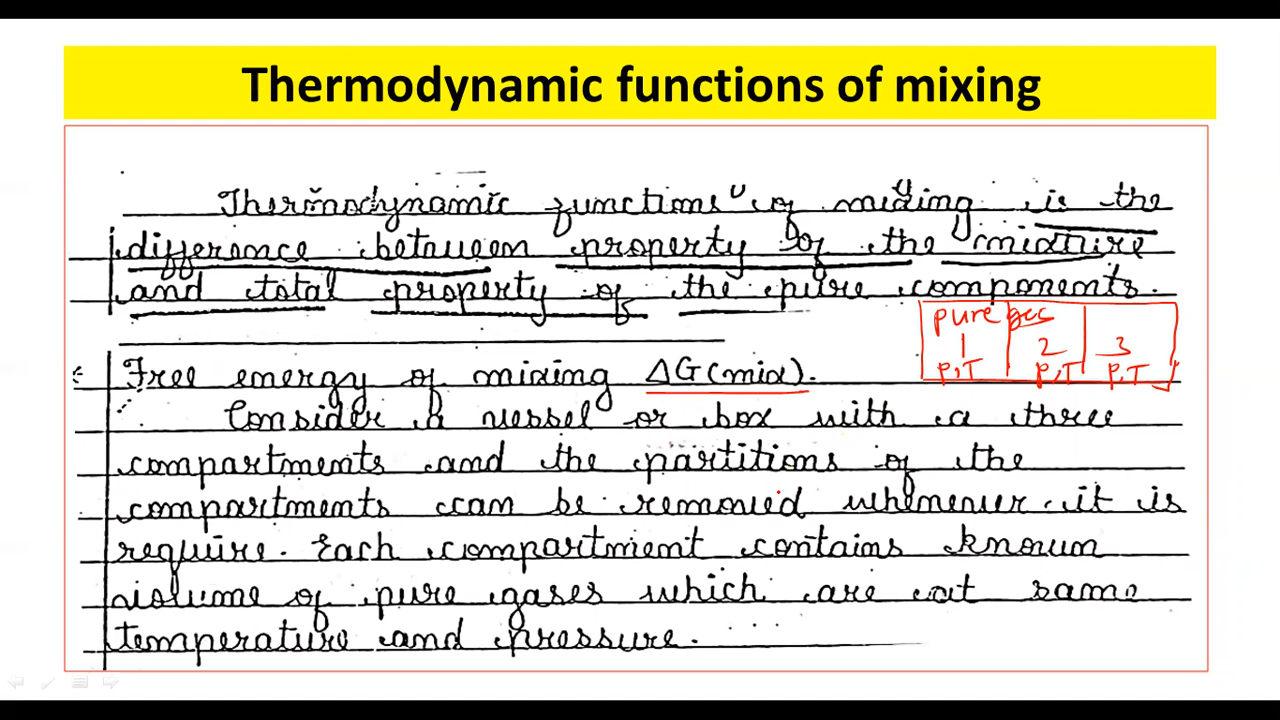 Thermodynamic functions of mixing
Thermodynamic functions of mixing is the
difference between property of the mixture
and total property of the pure components.
pure gas
1 2 3
P,T P,T P,T
Free energy of mixing ΔG(mix).
Consider a vessel or box with a three
compartments and the partitions of the
compartments can be removed whenever it is
require. Each compartment contains known
volume of pure gases which are at same
temperature and pressure.